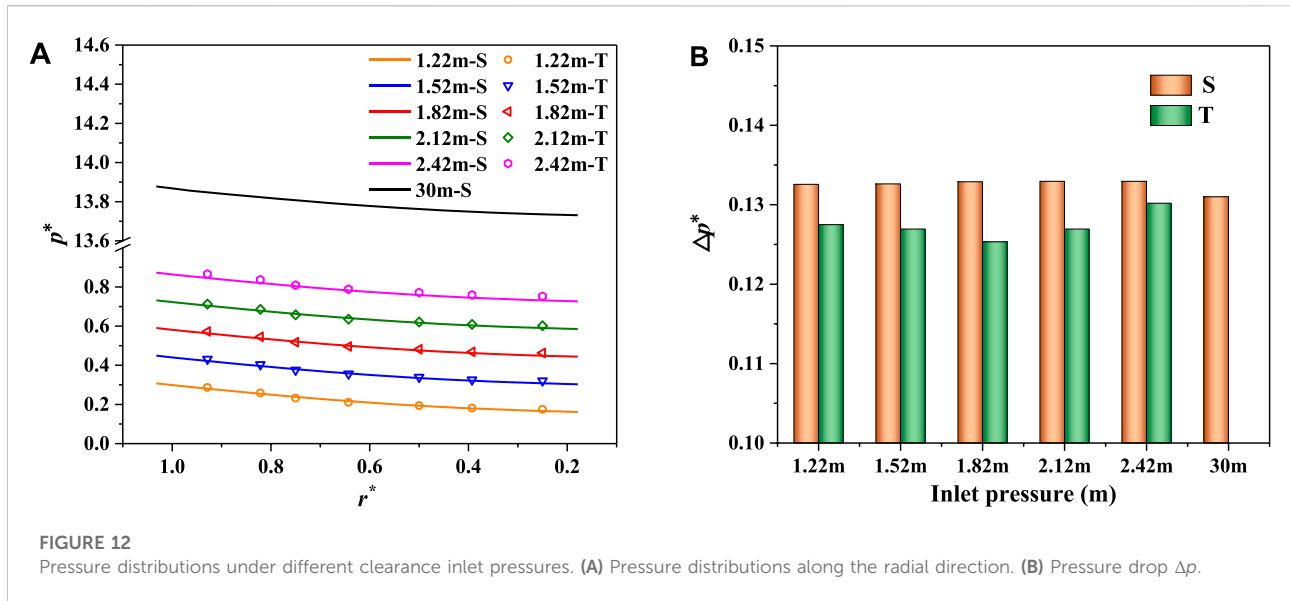 A
14.6
14.4
14.2
14.0
13.8
13.6
0.8
0.6
0.4
0.2
0.0
p*
1.0 0.8 0.6 0.4 0.2
r*
1.22m-S 1.22m-T
1.52m-S 1.52m-T
1.82m-S 1.82m-T
2.12m-S 2.12m-T
2.42m-S 2.42m-T
30m-S
B
0.15
0.14
0.13
0.12
0.11
0.10
Δp*
S
T
1.22m 1.52m 1.82m 2.12m 2.42m 30m
Inlet pressure (m)
FIGURE 12
Pressure distributions under different clearance inlet pressures. (A) Pressure distributions along the radial direction. (B) Pressure drop Δp.